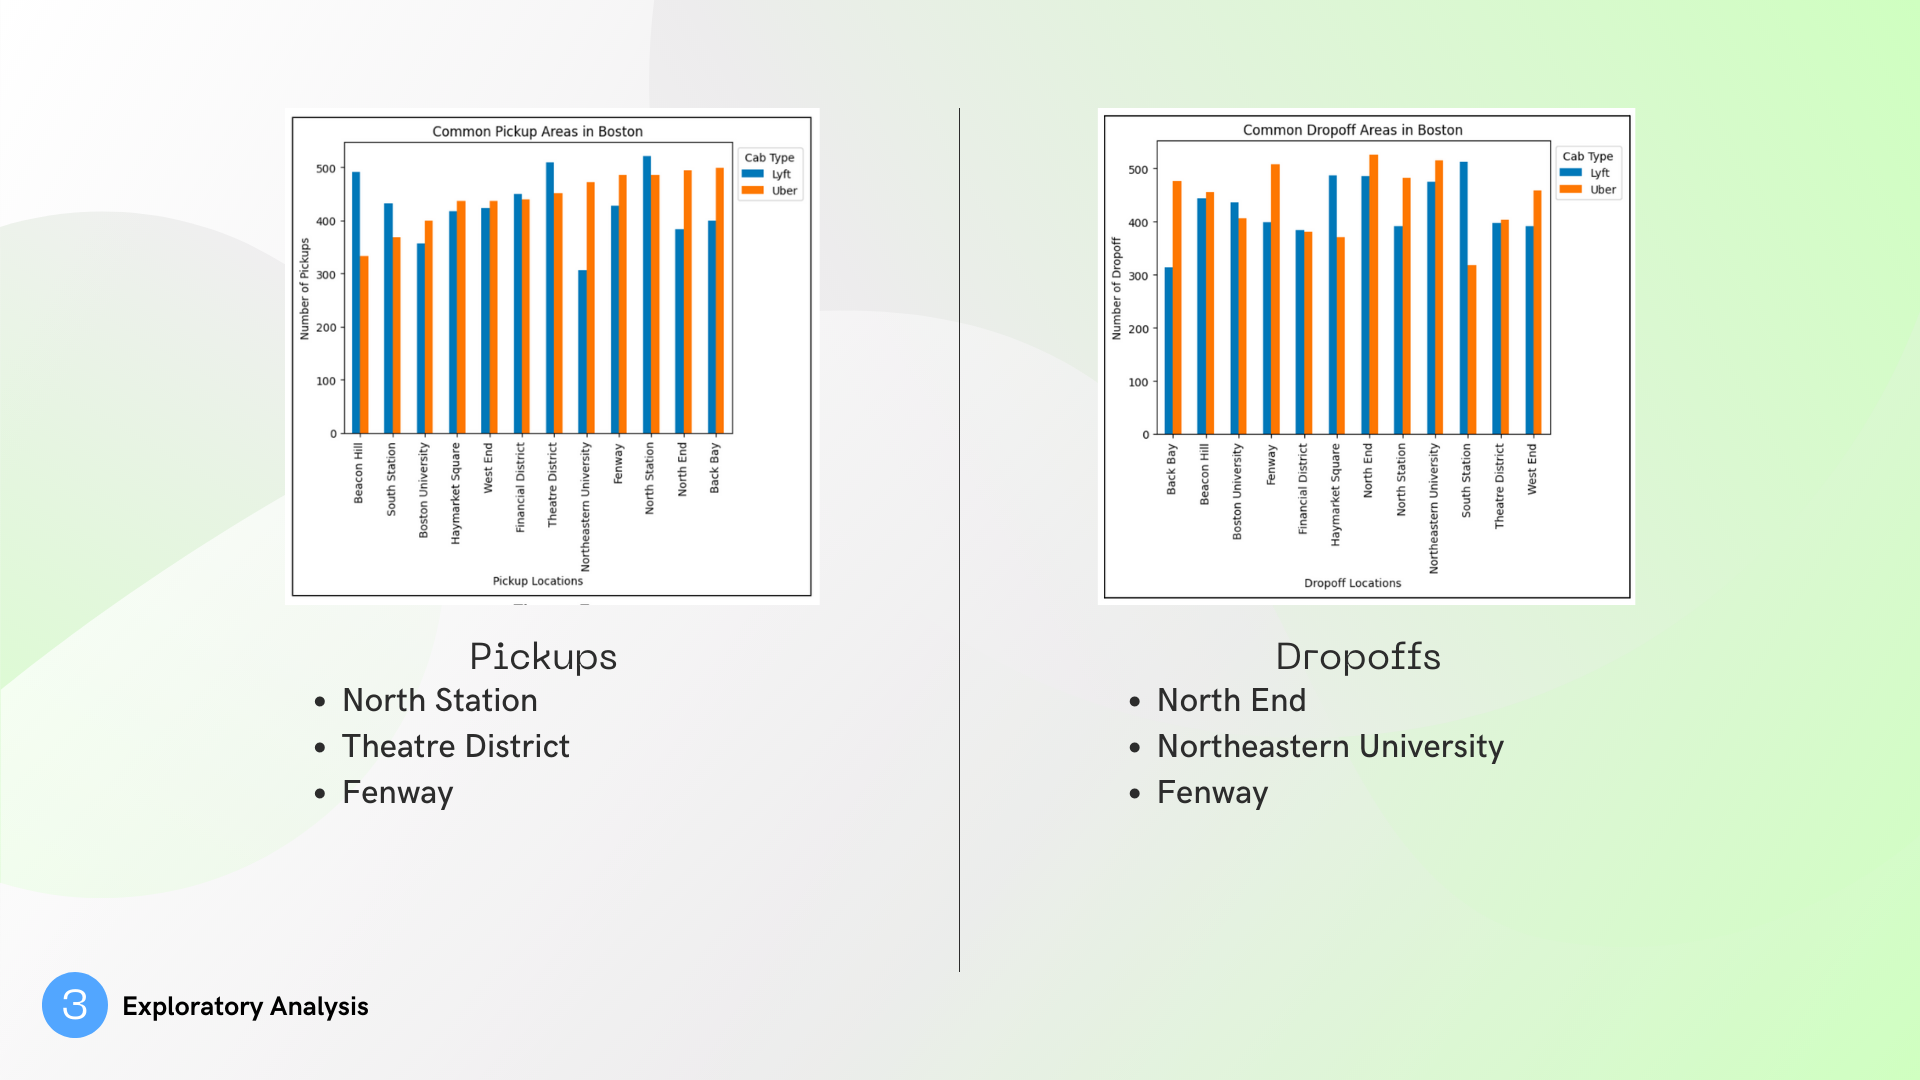 Common Pickup Areas in Boston
Cab Type
Lyft
Uber
Number of Pickups
500
400
300
200
100
0
Beacon Hill
South Station
Boston University
Haymarket Square
West End
Financial District
Theatre District
Northeastern University
Fenway
North Station
North End
Back Bay
Pickup Locations
Pickups
• North Station
• Theatre District
• Fenway
Common Dropoff Areas in Boston
Cab Type
Lyft
Uber
Number of Dropoff
500
400
300
200
100
0
Back Bay
Beacon Hill
Boston University
Fenway
Financial District
Haymarket Square
North End
North Station
Northeastern University
South Station
Theatre District
West End
Dropoff Locations
Dropoffs
• North End
• Northeastern University
• Fenway
3 Exploratory Analysis